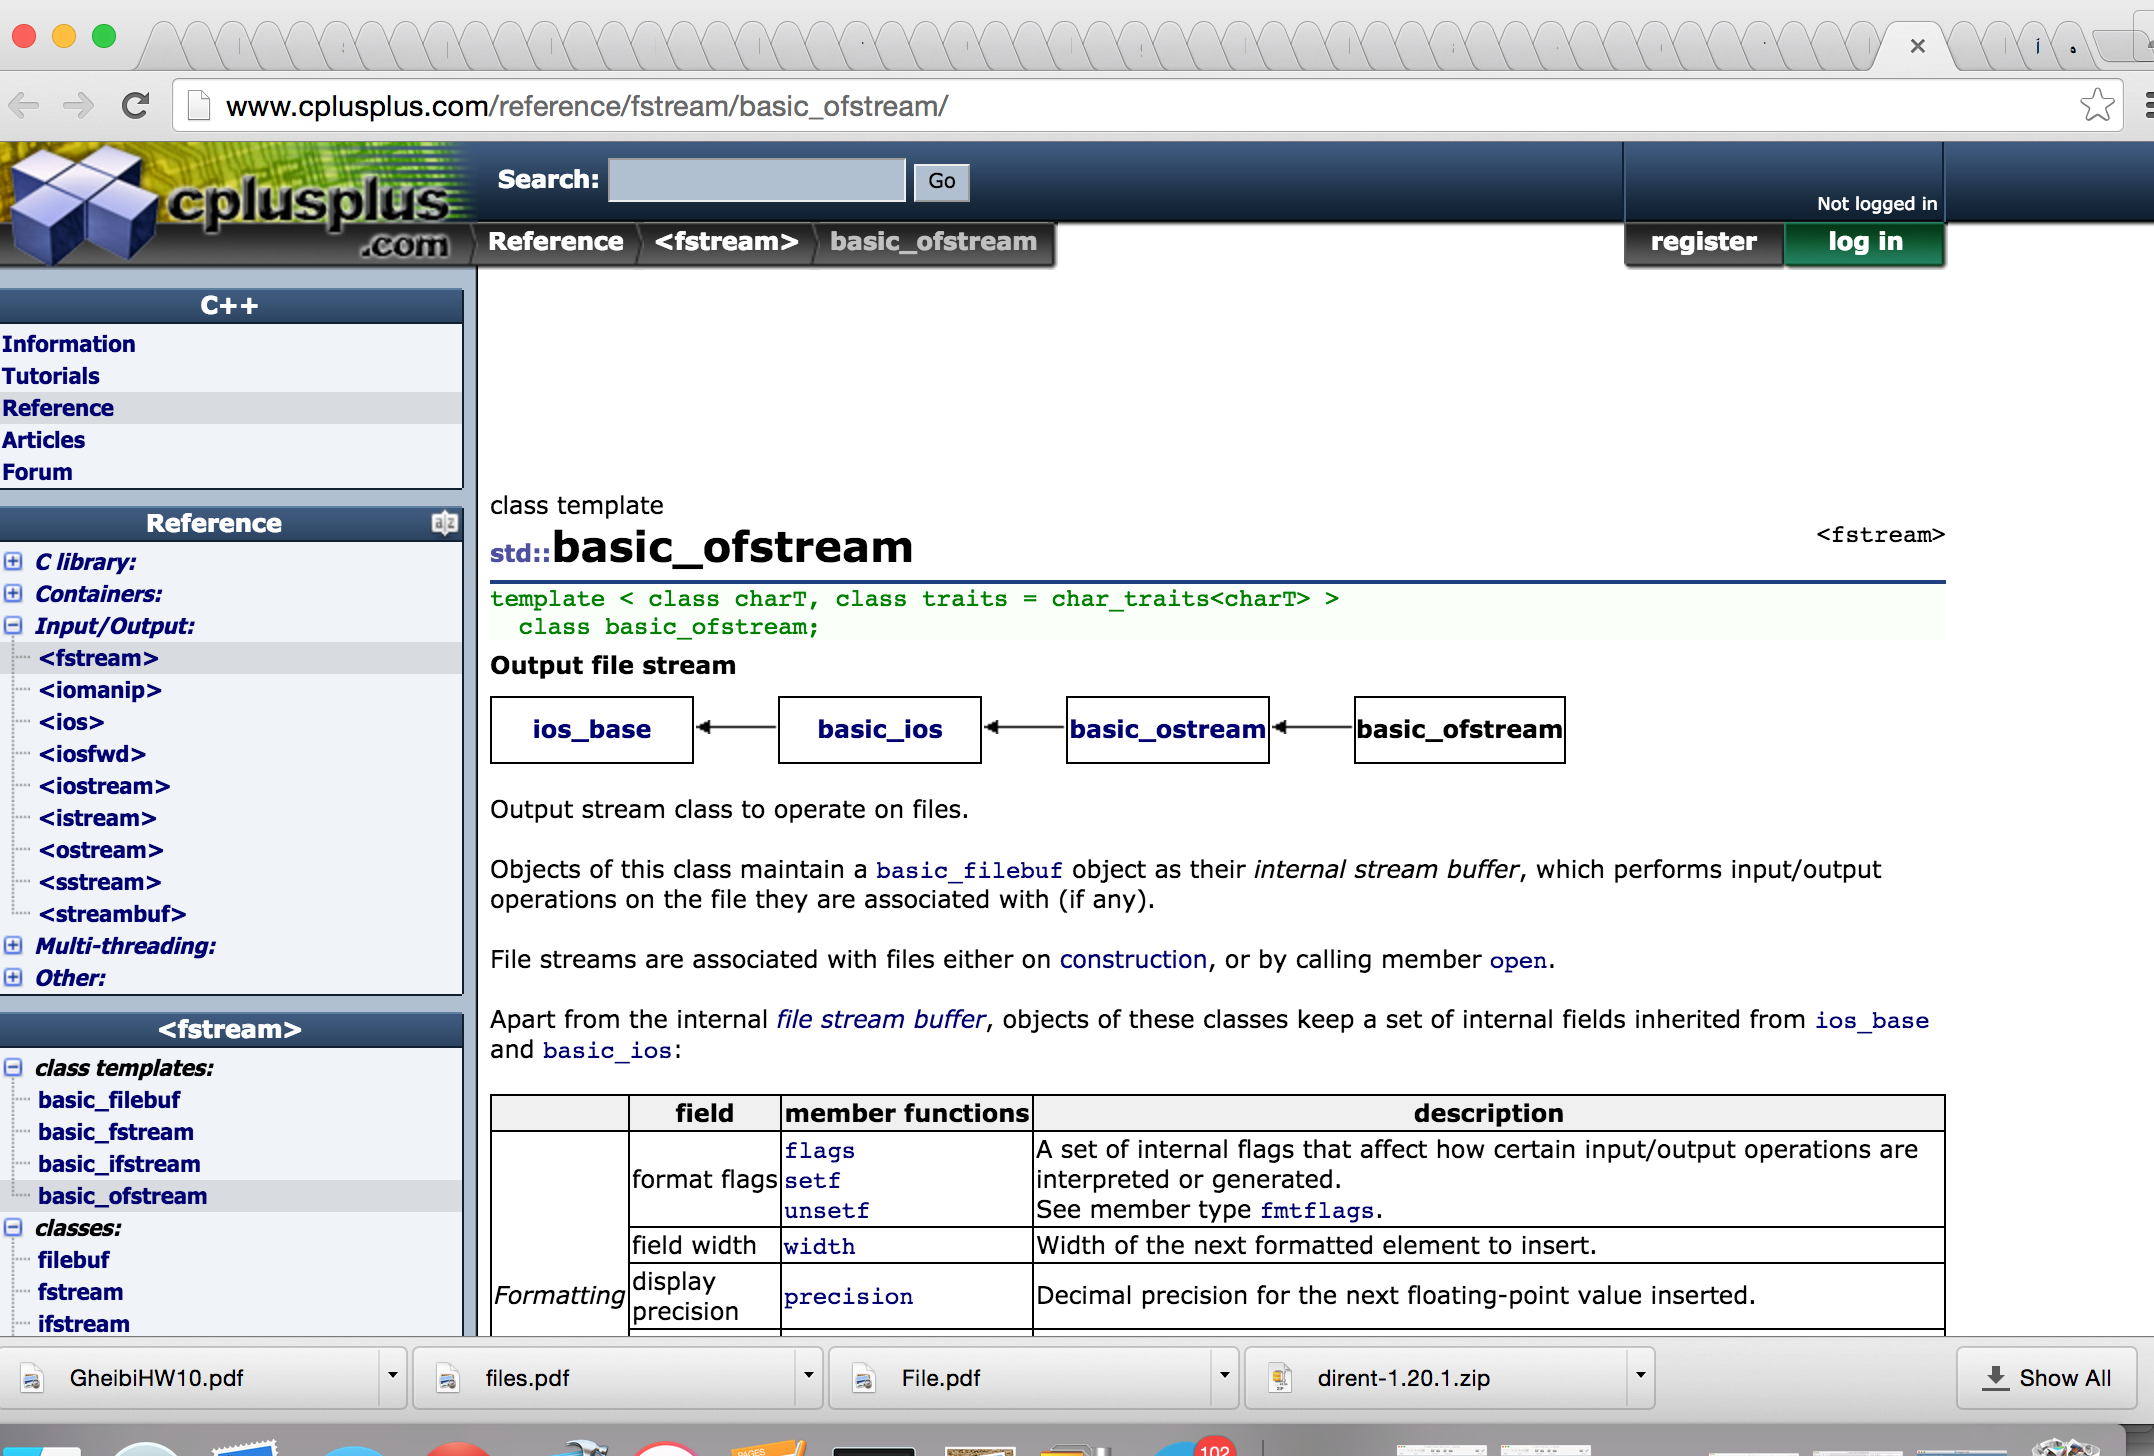 www.cplusplus.com/reference/fstream/basic_ofstream/
cplusplus
.com
Search:
Go
Not logged in
Reference
<fstream>
basic_ofstream
register
log in
C++
Information
Tutorials
Reference
Articles
Forum
Reference
C library:
Containers:
Input/Output:
<fstream>
<iomanip>
<ios>
<iosfwd>
<iostream>
<istream>
<ostream>
<sstream>
<streambuf>
Multi-threading:
Other:
<fstream>
class templates:
basic_filebuf
basic_fstream
basic_ifstream
basic_ofstream
classes:
filebuf
fstream
ifstream
class template
std::basic_ofstream
<fstream>
template < class charT, class traits = char_traits<charT> >
class basic_ofstream;
Output file stream
ios_base
basic_ios
basic_ostream
basic_ofstream
Output stream class to operate on files.
Objects of this class maintain a basic_filebuf object as their internal stream buffer, which performs input/output
operations on the file they are associated with (if any).
File streams are associated with files either on construction, or by calling member open.
Apart from the internal file stream buffer, objects of these classes keep a set of internal fields inherited from ios_base
and basic_ios:
field
member functions
description
Formatting
format flags
flags
setf
unsetf
A set of internal flags that affect how certain input/output operations are
interpreted or generated.
See member type fmtflags.
field width
width
Width of the next formatted element to insert.
display
precision
precision
Decimal precision for the next floating-point value inserted.
GheibiHW10.pdf
files.pdf
File.pdf
dirent-1.20.1.zip
Show All
PAGES
102